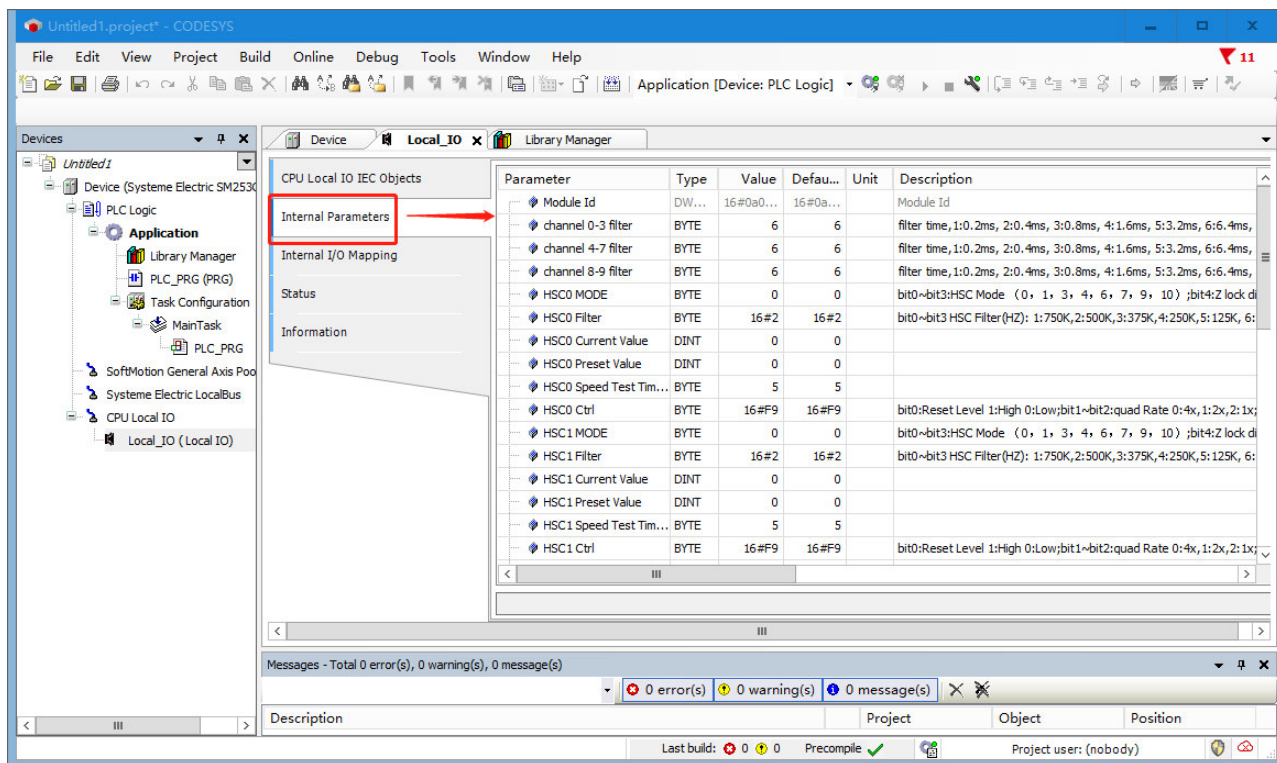 Untitled1.project* - CODESYS
File Edit View Project Build Online Debug Tools Window Help 11
Application [Device: PLC Logic]
Devices
Untitled1
Device (Systeme Electric SM2530
PLC Logic
Application
Library Manager
PLC_PRG (PRG)
Task Configuration
MainTask
PLC_PRG
SoftMotion General Axis Poo
Systeme Electric LocalBus
CPU Local IO
Local_IO (Local IO)
Device Local_IO Library Manager
CPU Local IO IEC Objects
Internal Parameters
Internal I/O Mapping
Status
Information
Parameter Type Value Defau... Unit Description
Module Id DW... 16#0a0... 16#0a... Module Id
channel 0-3 filter BYTE 6 6 filter time,1:0.2ms, 2:0.4ms, 3:0.8ms, 4:1.6ms, 5:3.2ms, 6:6.4ms,
channel 4-7 filter BYTE 6 6 filter time,1:0.2ms, 2:0.4ms, 3:0.8ms, 4:1.6ms, 5:3.2ms, 6:6.4ms,
channel 8-9 filter BYTE 6 6 filter time,1:0.2ms, 2:0.4ms, 3:0.8ms, 4:1.6ms, 5:3.2ms, 6:6.4ms,
HSC0 MODE BYTE 0 0 bit0~bit3:HSC Mode （0，1，3，4，6，7，9，10）;bit4:Z lock di
HSC0 Filter BYTE 16#2 16#2 bit0~bit3 HSC Filter(HZ): 1:750K,2:500K,3:375K,4:250K,5:125K, 6:
HSC0 Current Value DINT 0 0
HSC0 Preset Value DINT 0 0
HSC0 Speed Test Tim... BYTE 5 5
HSC0 Ctrl BYTE 16#F9 16#F9 bit0:Reset Level 1:High 0:Low;bit1~bit2:quad Rate 0:4x,1:2x,2:1x;
HSC1 MODE BYTE 0 0 bit0~bit3:HSC Mode （0，1，3，4，6，7，9，10）;bit4:Z lock di
HSC1 Filter BYTE 16#2 16#2 bit0~bit3 HSC Filter(HZ): 1:750K,2:500K,3:375K,4:250K,5:125K, 6:
HSC1 Current Value DINT 0 0
HSC1 Preset Value DINT 0 0
HSC1 Speed Test Tim... BYTE 5 5
HSC1 Ctrl BYTE 16#F9 16#F9 bit0:Reset Level 1:High 0:Low;bit1~bit2:quad Rate 0:4x,1:2x,2:1x;
Messages - Total 0 error(s), 0 warning(s), 0 message(s)
0 error(s) 0 warning(s) 0 message(s)
Description Project Object Position
Last build: 0 0 Precompile Project user: (nobody)